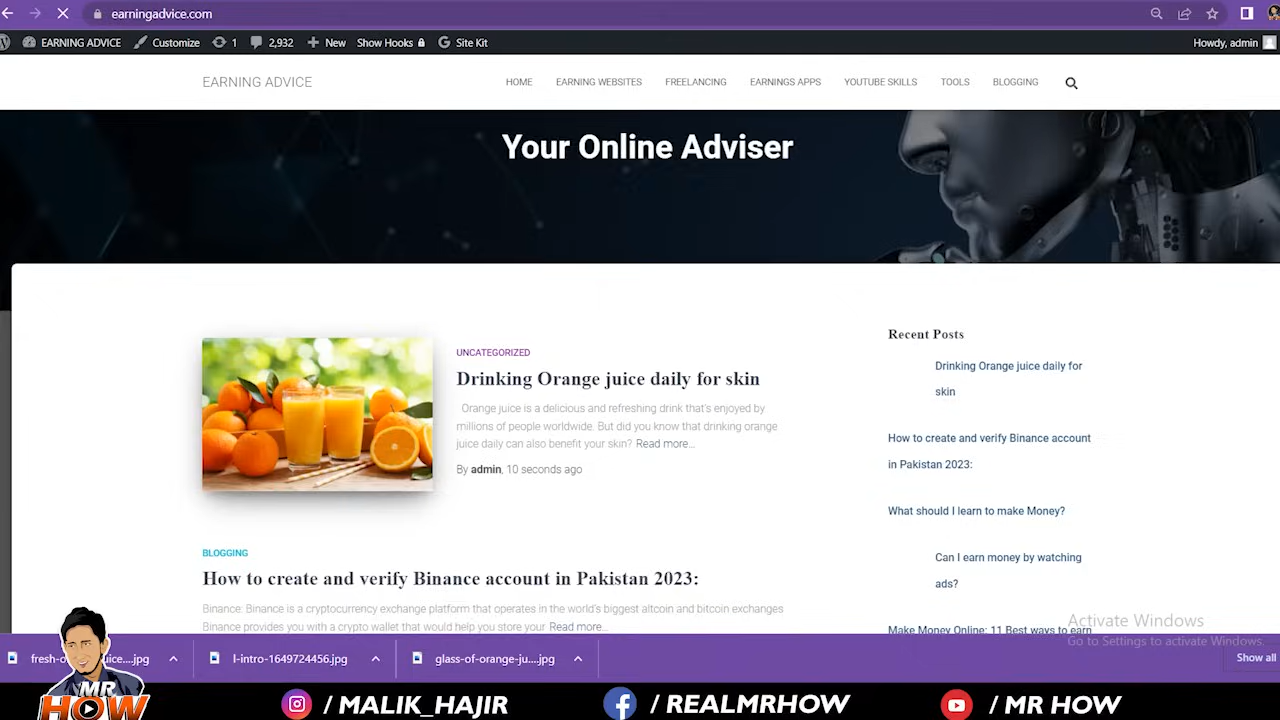 earningadvice.com
EARNING ADVICE Customize 1 2,932 New Show Hooks Site Kit Howdy, admin
EARNING ADVICE HOME EARNING WEBSITES FREELANCING EARNINGS APPS YOUTUBE SKILLS TOOLS BLOGGING
Your Online Adviser
UNCATEGORIZED
Drinking Orange juice daily for skin
Orange juice is a delicious and refreshing drink that's enjoyed by
millions of people worldwide. But did you know that drinking orange
juice daily can also benefit your skin? Read more…
By admin, 10 seconds ago
BLOGGING
How to create and verify Binance account in Pakistan 2023:
Binance: Binance is a cryptocurrency exchange platform that operates in the world's biggest altcoin and bitcoin exchanges
Binance provides you with a crypto wallet that would help you store your Read more…
Recent Posts
Drinking Orange juice daily for
skin
How to create and verify Binance account
in Pakistan 2023:
What should I learn to make Money?
Can I earn money by watching
ads?
Make Money Online: 11 Best ways to earn
Activate Windows
Go to Settings to activate Windows.
fresh-o... juice....jpg l-intro-1649724456.jpg glass-of-orange-ju....jpg Show all
MR
HOW
/ MALIK_HAJIR / REALMRHOW / MR HOW